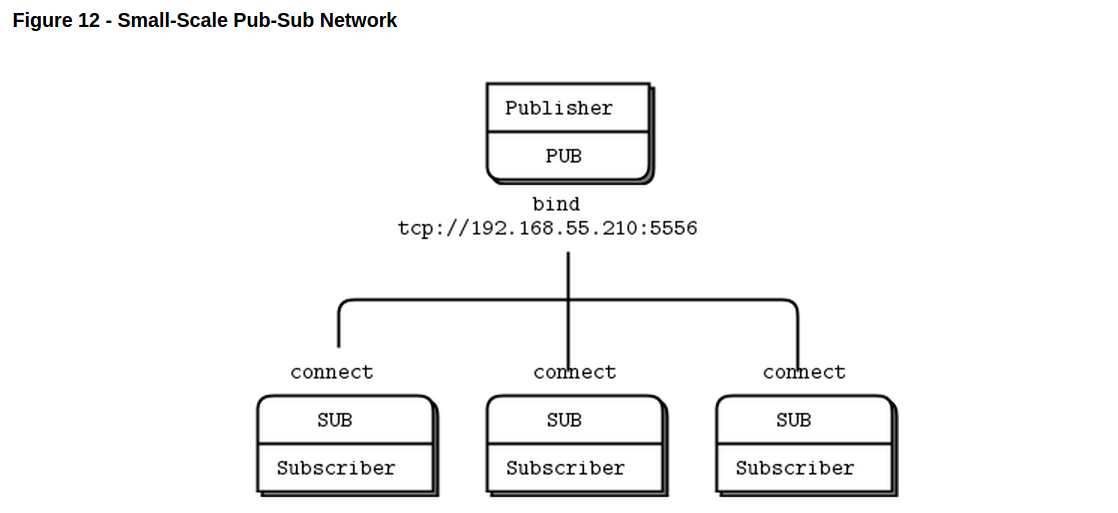 Figure 12 - Small-Scale Pub-Sub Network
Publisher
PUB
bind
tcp://192.168.55.210:5556
connect connect connect
SUB SUB SUB
Subscriber Subscriber Subscriber